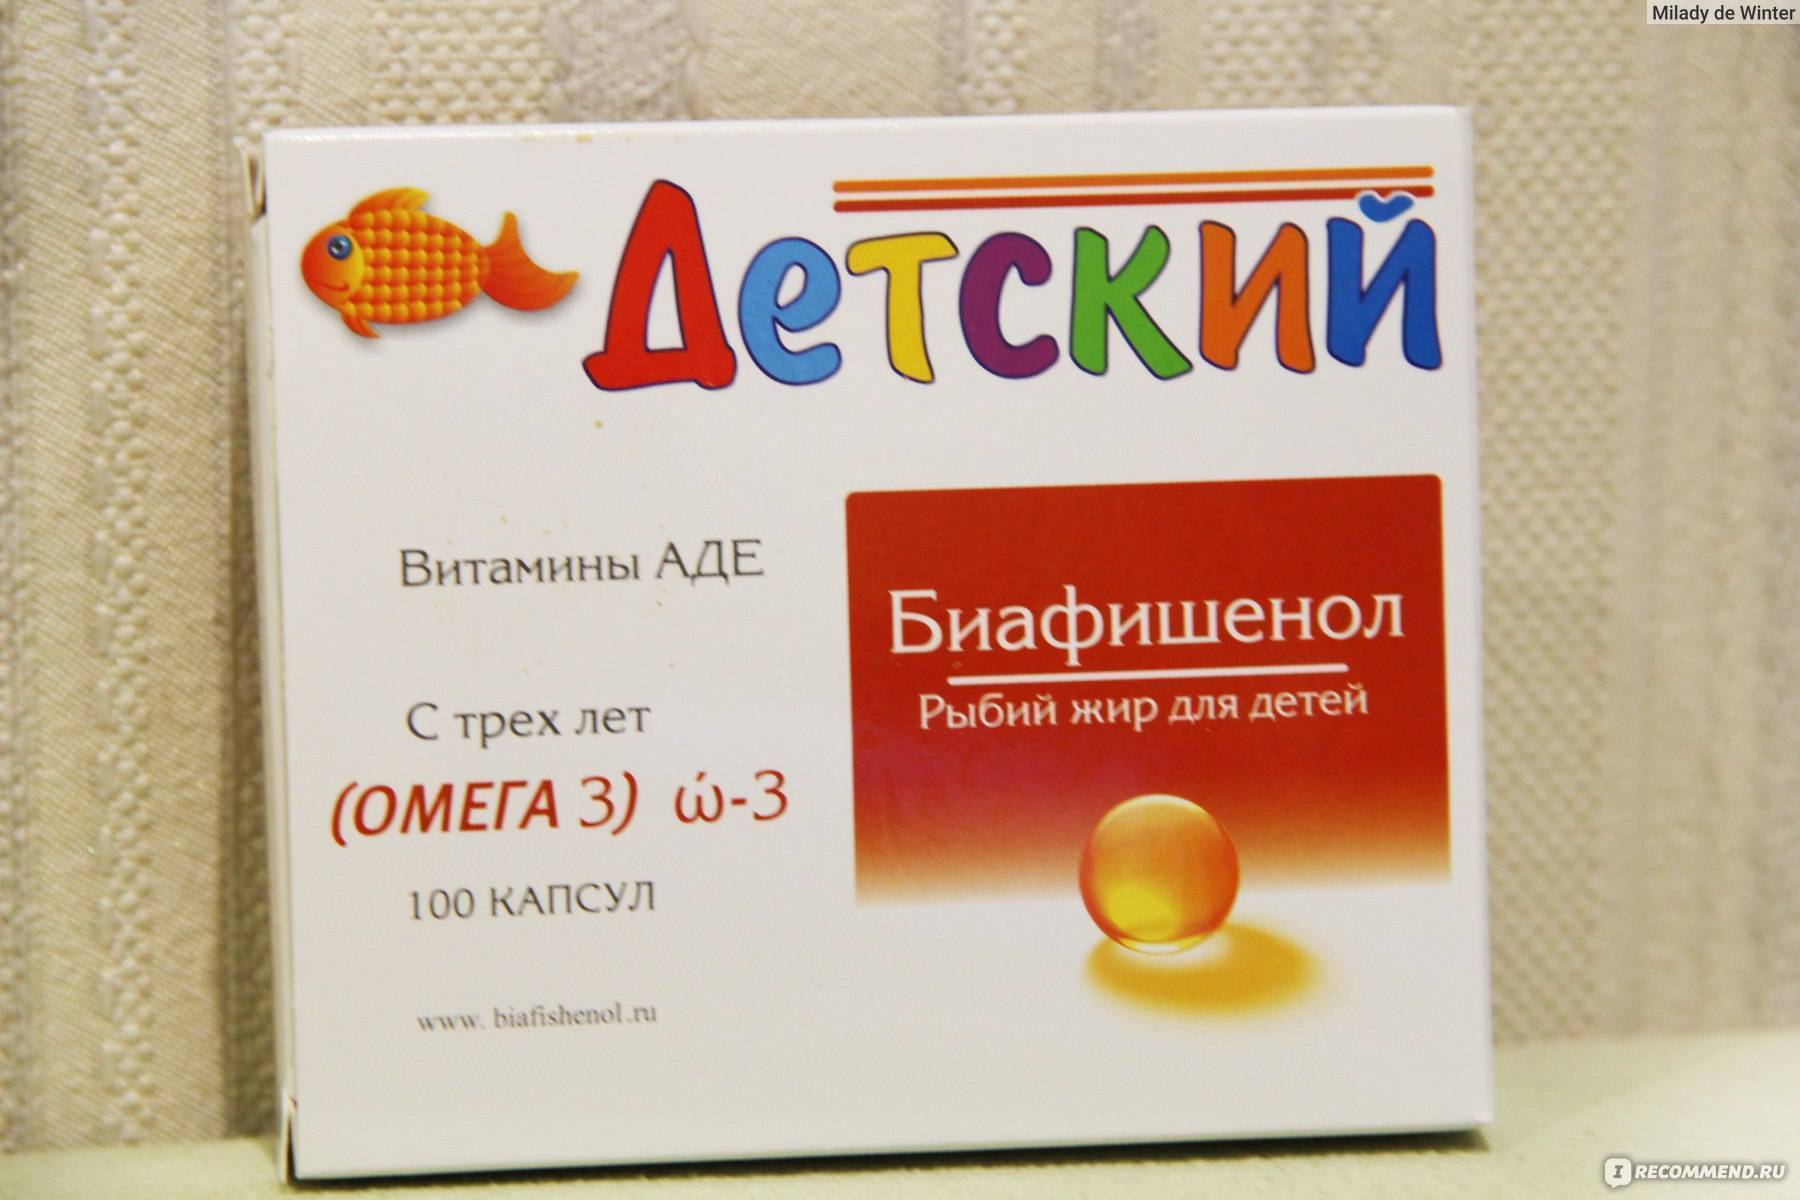 Milady de Winter
Детский
Витамины АДЕ
Биафишенол
Рыбий жир для детей
С трех лет
(ОМЕГА 3) ώ-3
100 КАПСУЛ
www. biafishenol.ru
I RECOMMEND.RU